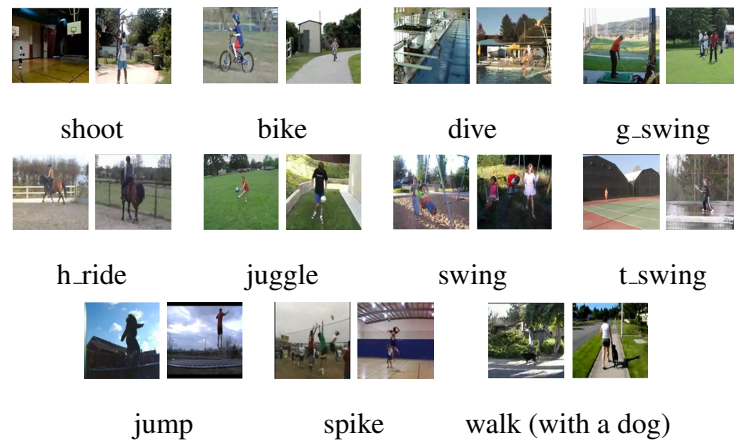 shoot bike dive g_swing
h_ride juggle swing t_swing
jump spike walk (with a dog)